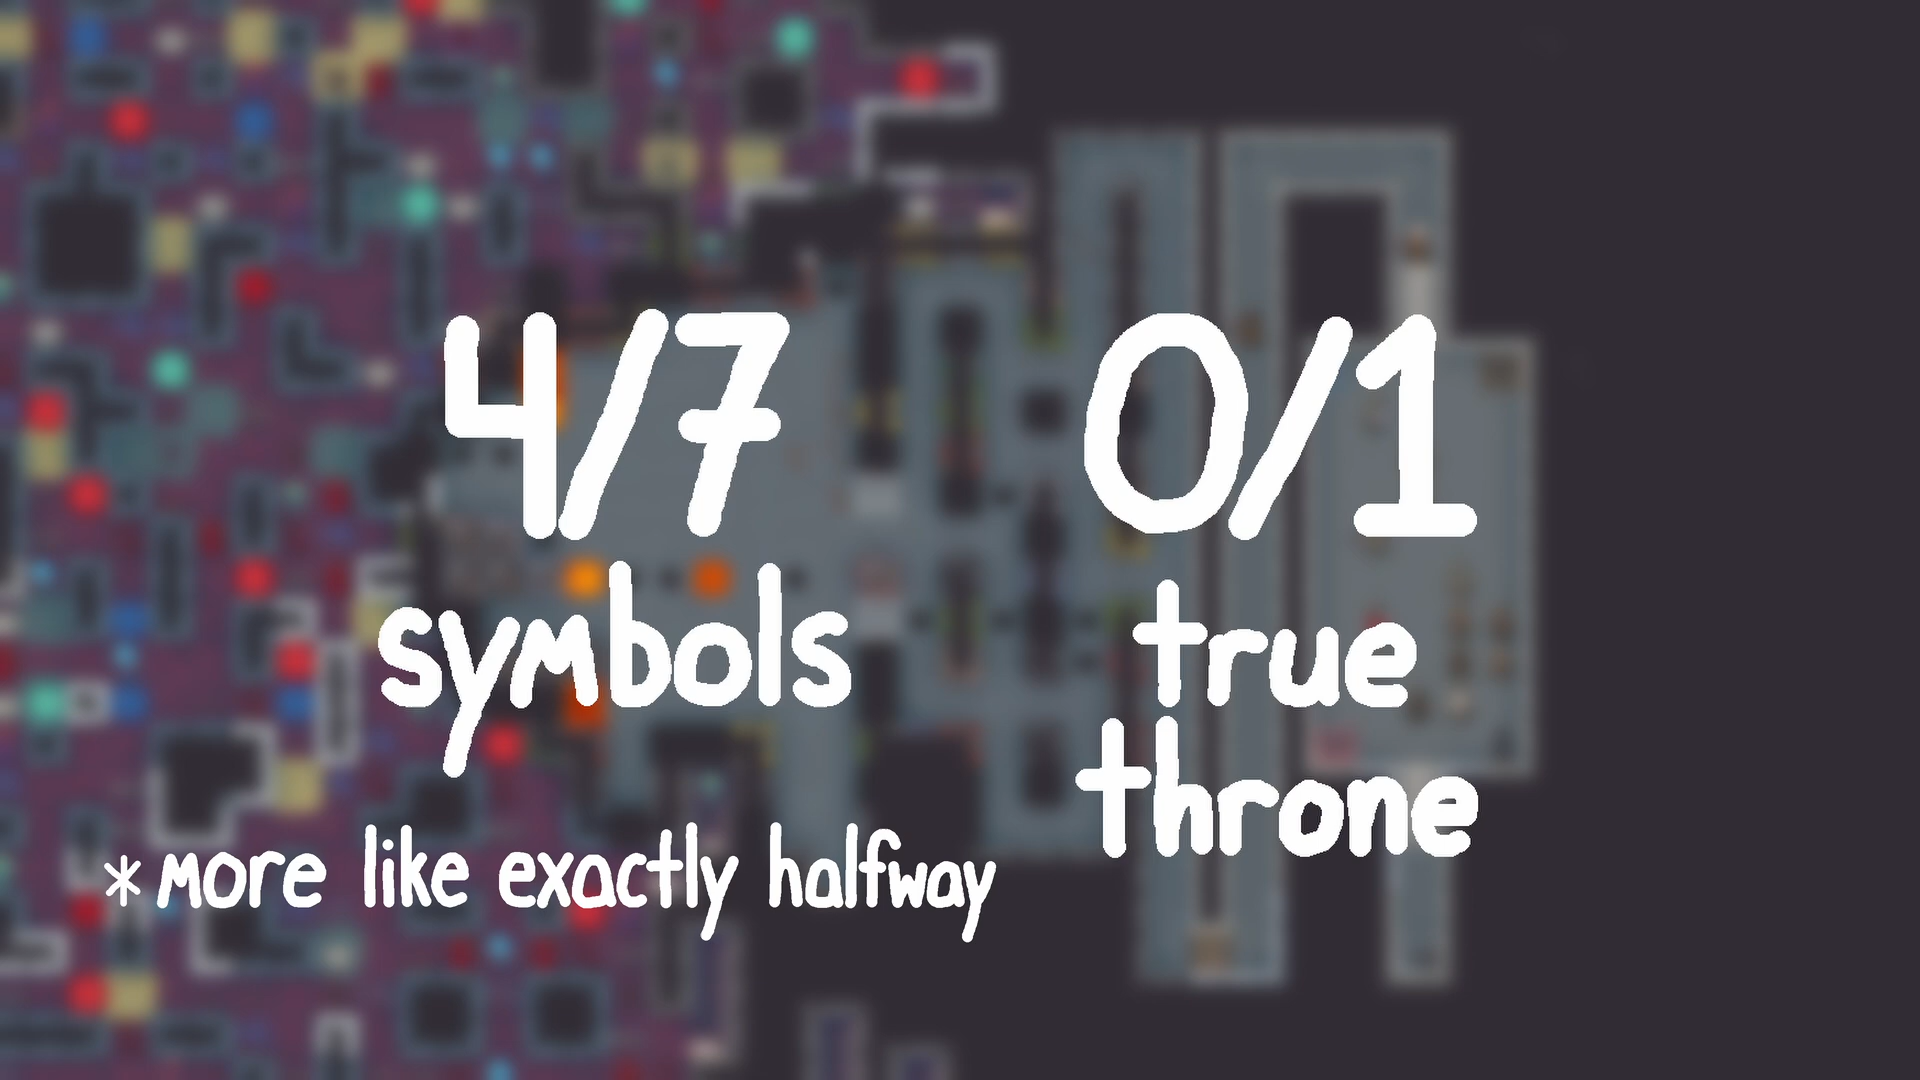 4/7
symbols
0/1
true
throne
*more like exactly halfway